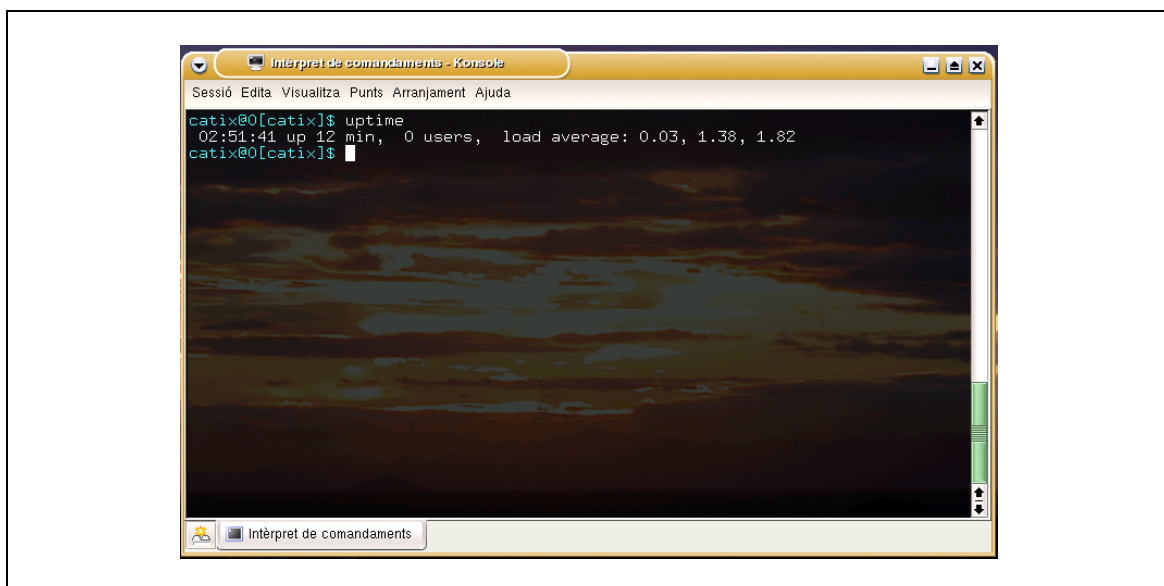 Intèrpret de comandaments - Konsole
Sessió Edita Visualitza Punts Arranjament Ajuda
catix@0[catix]$ uptime
02:51:41 up 12 min, 0 users, load average: 0.03, 1.38, 1.82
catix@0[catix]$
Intèrpret de comandaments